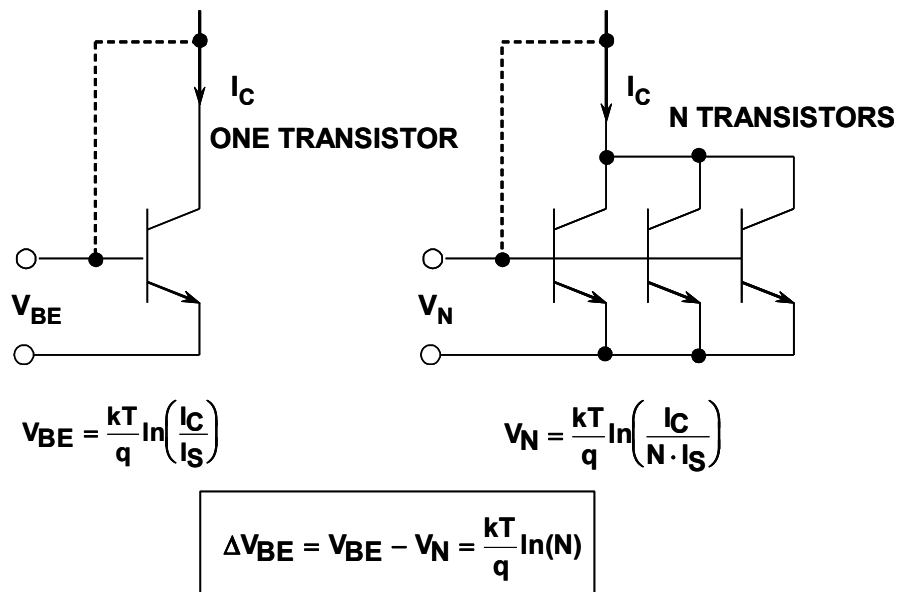 I_C
I_C
ONE TRANSISTOR
N TRANSISTORS
V_BE
V_N
V_BE = kT/q ln(I_C/I_S)
V_N = kT/q ln(I_C/(N · I_S))
ΔV_BE = V_BE − V_N = kT/q ln(N)